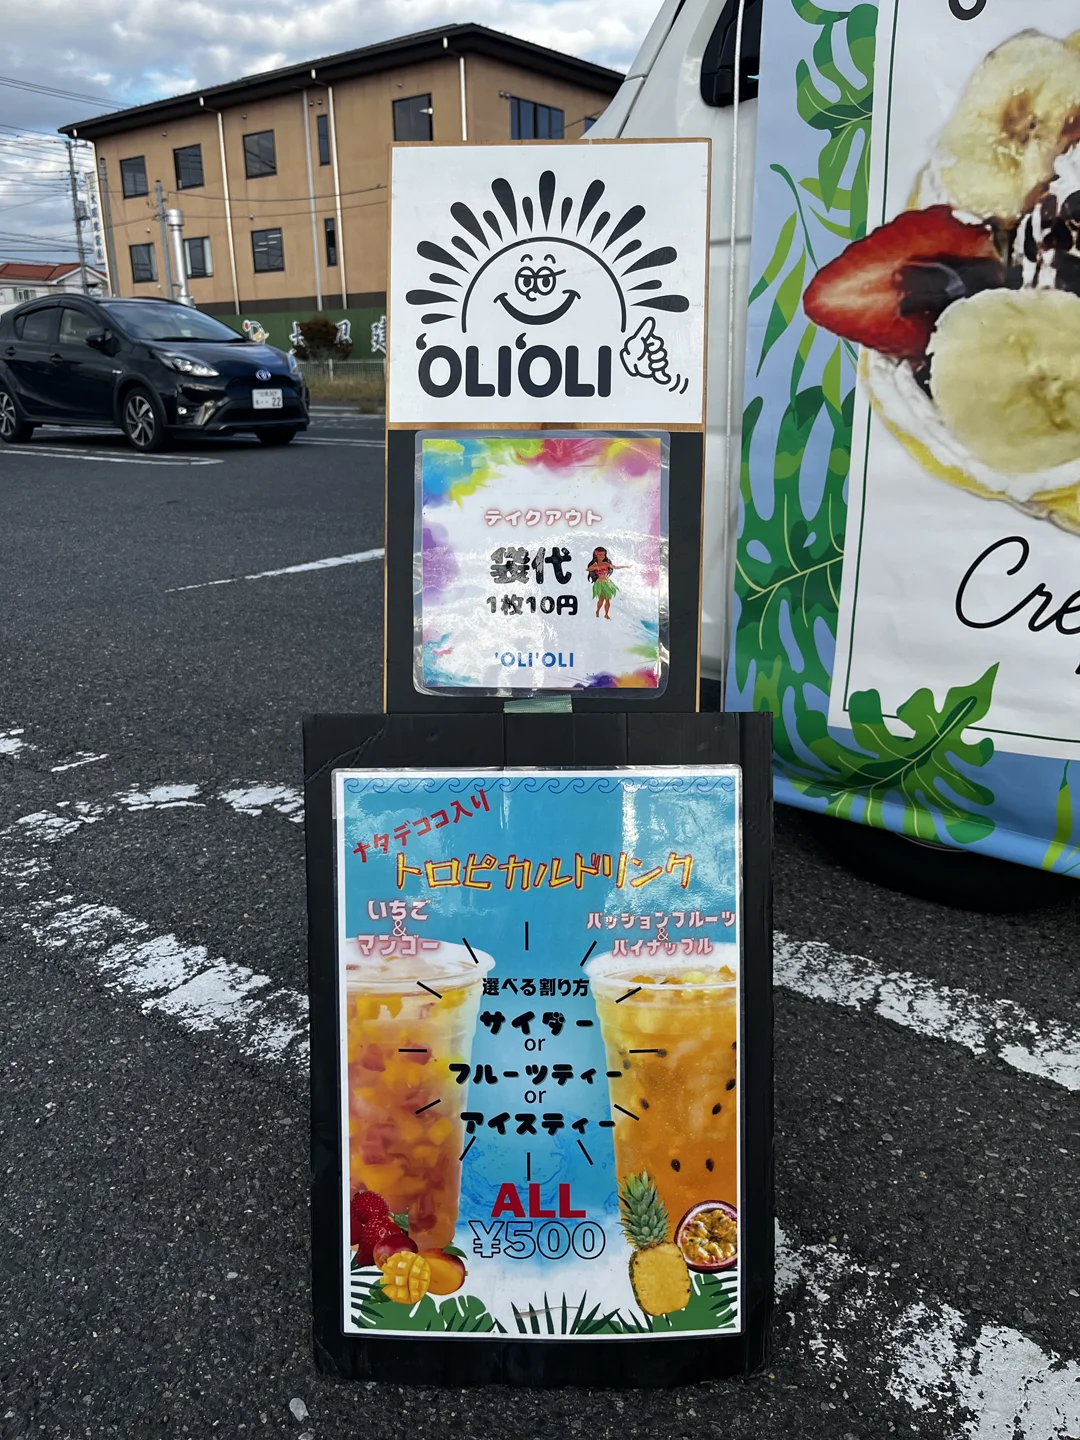 'OLI'OLI
テイクアウト
袋代
1枚10円
'OLI'OLI
ナタデココ入り
トロピカルドリンク
いちご
&
マンゴー
パッションフルーツ
&
パイナップル
選べる割り方
サイダー
or
フルーツティー
or
アイスティー
ALL
¥500
Cre
22